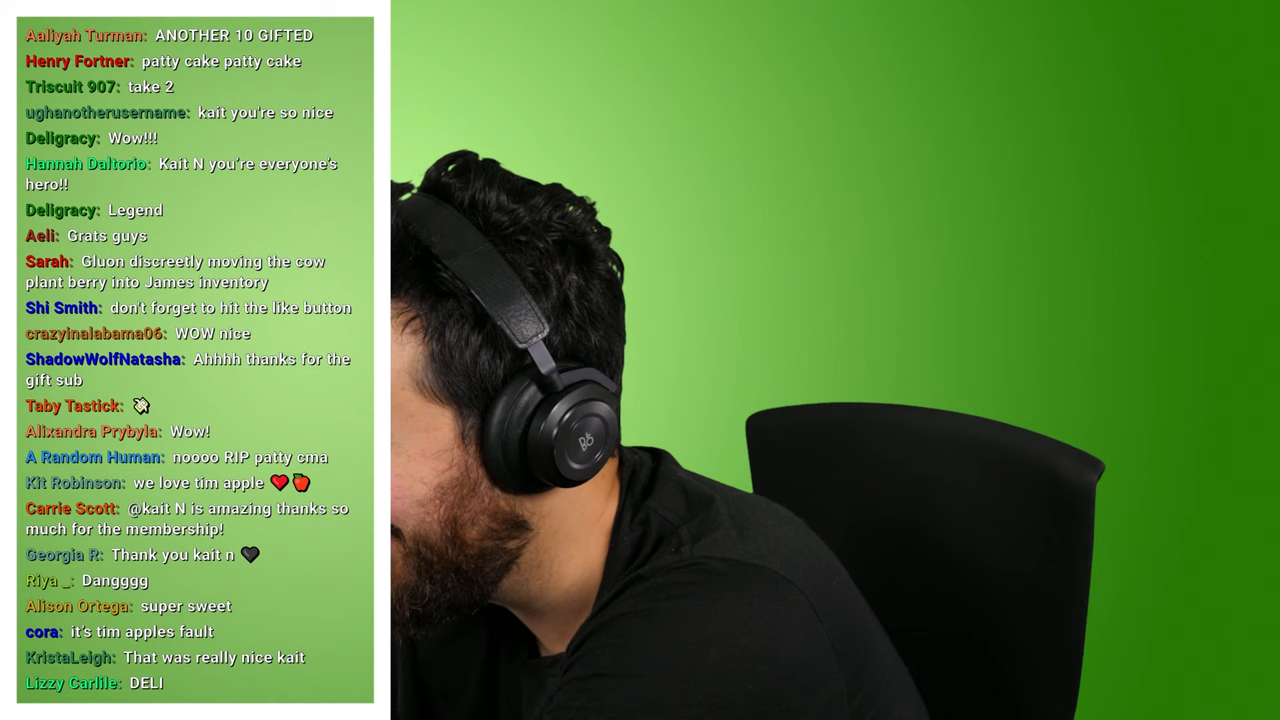 Aaliyah Turman: ANOTHER 10 GIFTED
Henry Fortner: patty cake patty cake
Triscuit 907: take 2
ughanotherusername: kait you're so nice
Deligracy: Wow!!!
Hannah Daltorio: Kait N you're everyone's
hero!!
Deligracy: Legend
Aeli: Grats guys
Sarah: Gluon discreetly moving the cow
plant berry into James inventory
Shi Smith: don't forget to hit the like button
crazyinalabama06: WOW nice
ShadowWolfNatasha: Ahhhh thanks for the
gift sub
Taby Tastick:
Alixandra Prybyla: Wow!
A Random Human: noooo RIP patty cma
Kit Robinson: we love tim apple ❤️🍎
Carrie Scott: @kait N is amazing thanks so
much for the membership!
Georgia R: Thank you kait n 🖤
Riya _: Dangggg
Alison Ortega: super sweet
cora: it's tim apples fault
KristaLeigh: That was really nice kait
Lizzy Carlile: DELI
B&O